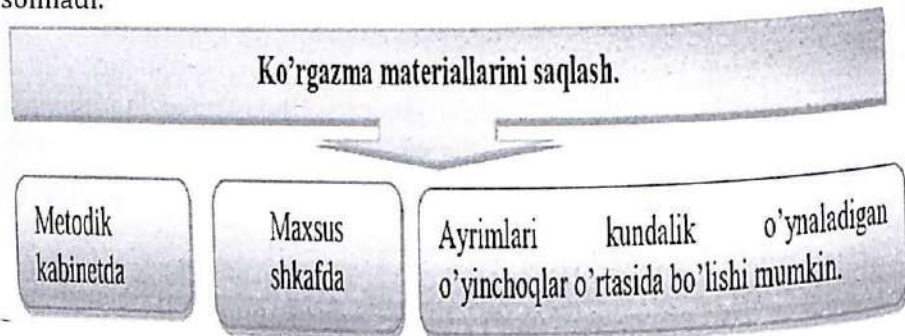 Ko’rgazma materiallarini saqlash.
Metodik
kabinetda
Maxsus
shkafda
Ayrimlari kundalik o’ynaladigan
o’yinchoqlar o’rtasida bo’lishi mumkin.